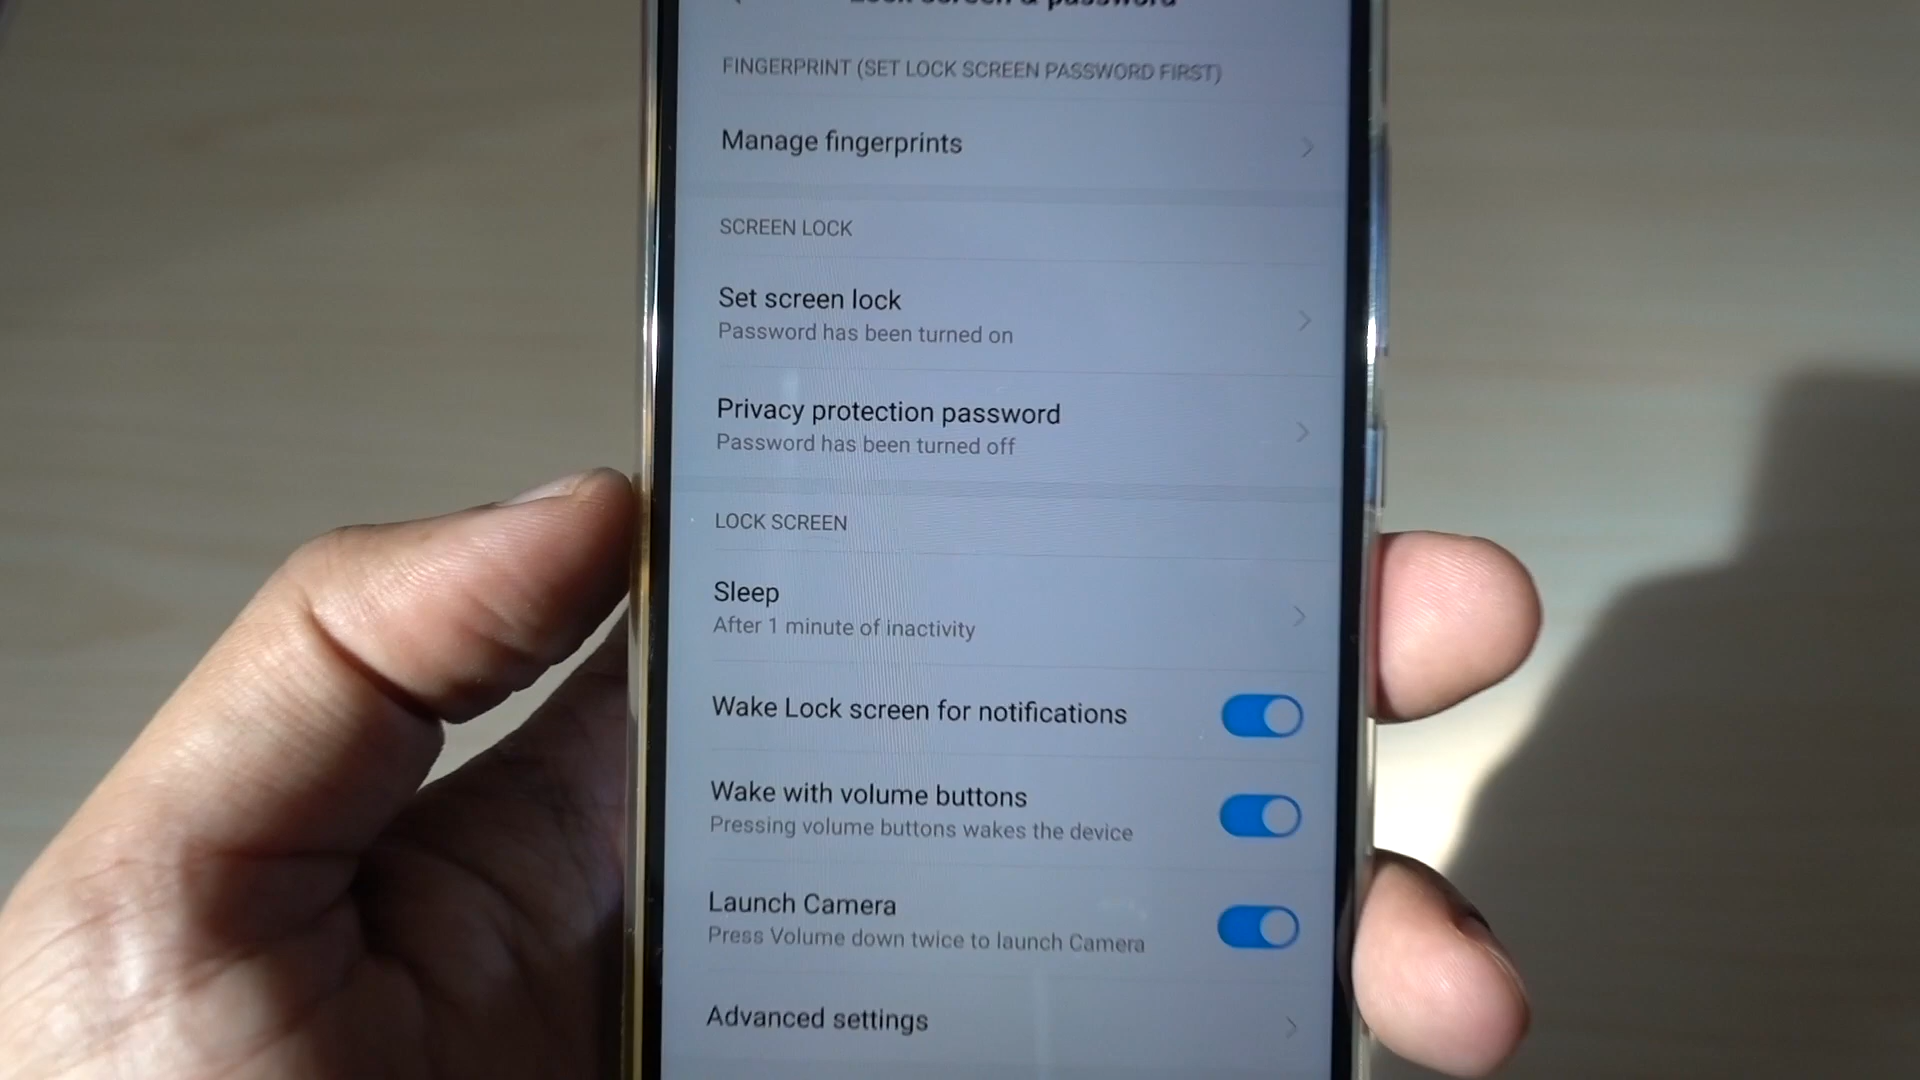 Lock screen & password
FINGERPRINT (SET LOCK SCREEN PASSWORD FIRST)
Manage fingerprints
SCREEN LOCK
Set screen lock
Password has been turned on
Privacy protection password
Password has been turned off
LOCK SCREEN
Sleep
After 1 minute of inactivity
Wake Lock screen for notifications
Wake with volume buttons
Pressing volume buttons wakes the device
Launch Camera
Press Volume down twice to launch Camera
Advanced settings